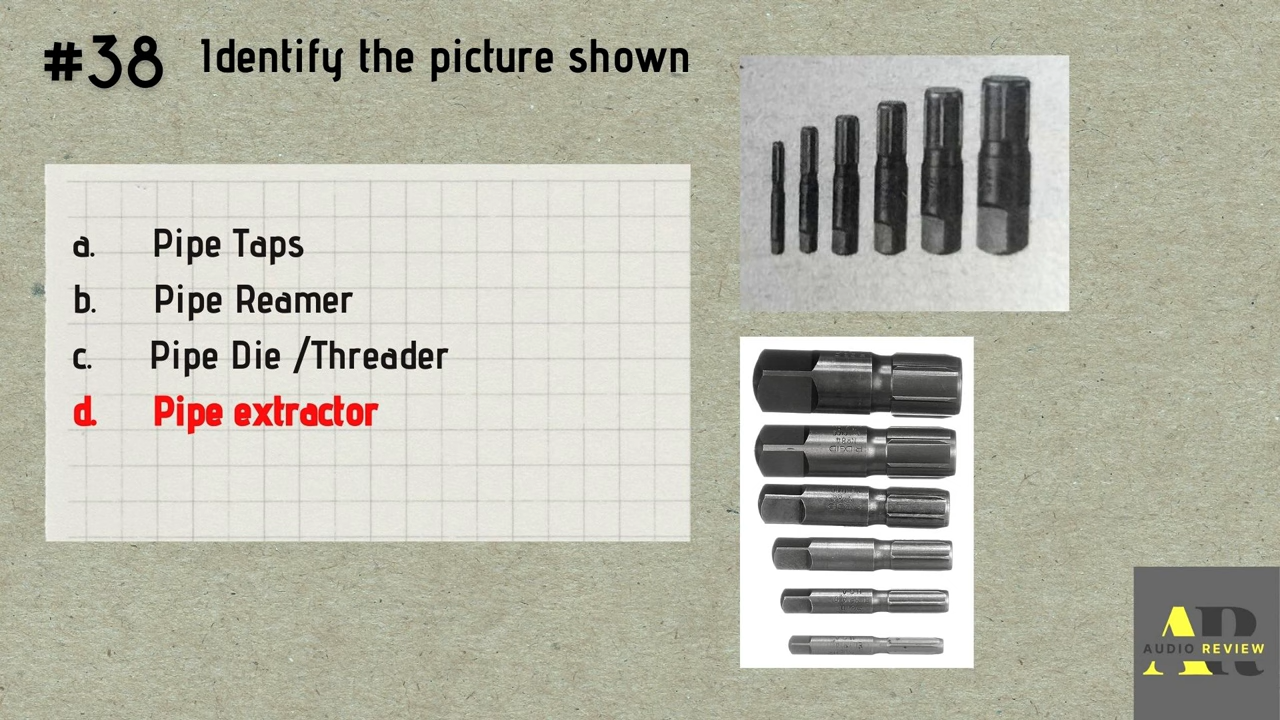 #38 Identify the picture shown
a. Pipe Taps
b. Pipe Reamer
c. Pipe Die /Threader
d. Pipe extractor
AR
AUDIO REVIEW